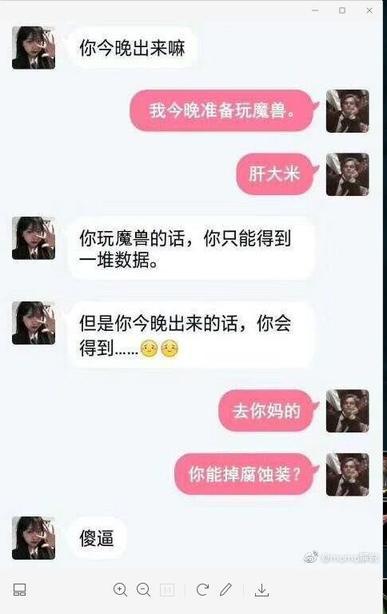 你今晚出来嘛
我今晚准备玩魔兽。
肝大米
你玩魔兽的话，你只能得到
一堆数据。
但是你今晚出来的话，你会
得到……😏😏
去你妈的
你能掉腐蚀装？
傻逼